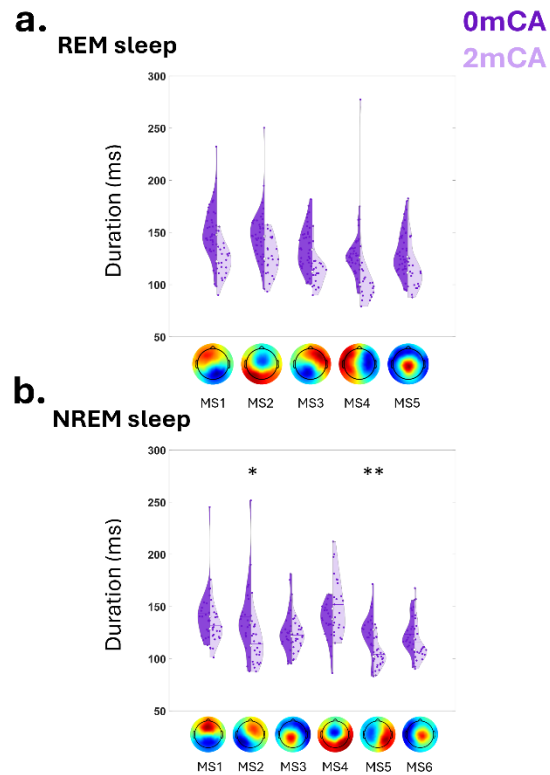 a.
REM sleep
0mCA
2mCA
300
250
200
150
100
50
Duration (ms)
MS1 MS2 MS3 MS4 MS5
b.
NREM sleep
300
250
200
150
100
50
Duration (ms)
* **
MS1 MS2 MS3 MS4 MS5 MS6